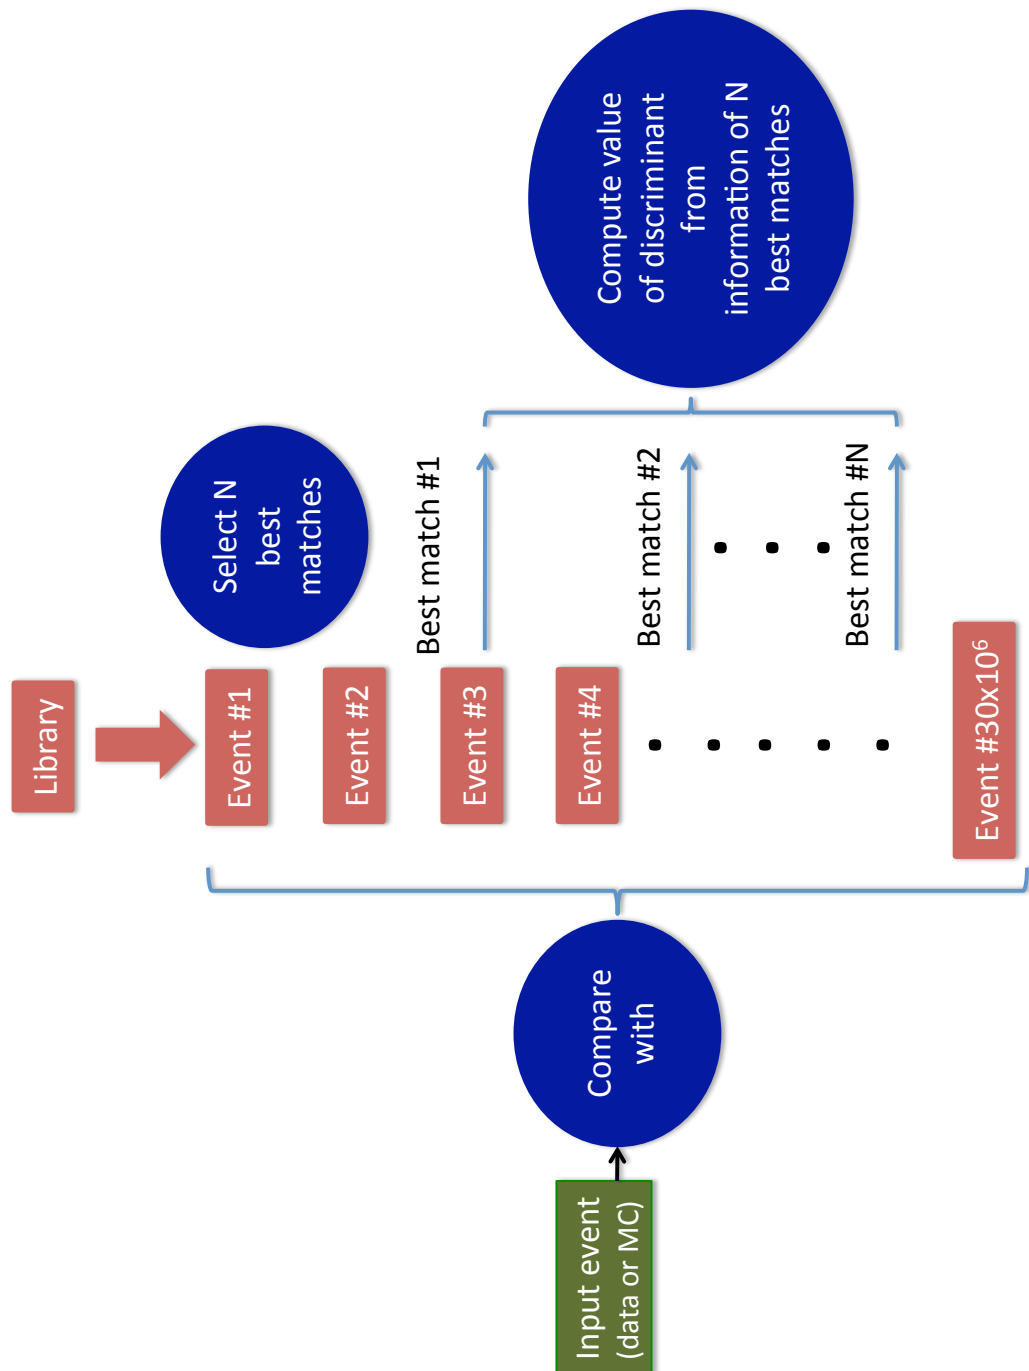 Library
Event #1
Event #2
Event #3
Event #4
Event #30x10⁶
Input event
(data or MC)
Compare
with
Select N
best
matches
Best match #1
Best match #2
Best match #N
Compute value
of discriminant
from
information of N
best matches